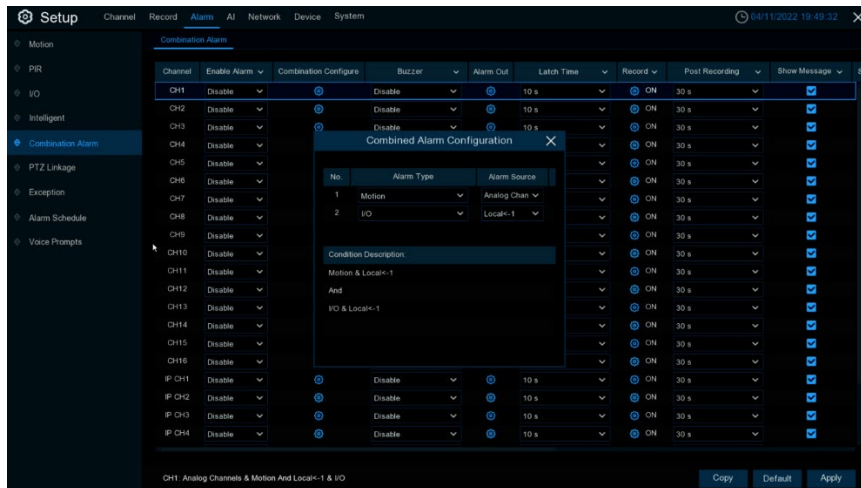 Setup Channel Record Alarm AI Network Device System 04/11/2022 19:49:32
Motion
PIR
I/O
Intelligent
Combination Alarm
PTZ Linkage
Exception
Alarm Schedule
Voice Prompts
Combination Alarm
Channel Enable Alarm Combination Configure Buzzer Alarm Out Latch Time Record Post Recording Show Message S
CH1 Disable Disable 10 s ON 30 s
CH2 Disable Disable 10 s ON 30 s
CH3 Disable Disable 10 s ON 30 s
CH4 Disable ON 30 s
CH5 Disable ON 30 s
CH6 Disable ON 30 s
CH7 Disable ON 30 s
CH8 Disable ON 30 s
CH9 Disable ON 30 s
CH10 Disable ON 30 s
CH11 Disable ON 30 s
CH12 Disable ON 30 s
CH13 Disable ON 30 s
CH14 Disable ON 30 s
CH15 Disable ON 30 s
CH16 Disable ON 30 s
IP CH1 Disable Disable 10 s ON 30 s
IP CH2 Disable Disable 10 s ON 30 s
IP CH3 Disable Disable 10 s ON 30 s
IP CH4 Disable Disable 10 s ON 30 s
Combined Alarm Configuration
No. Alarm Type Alarm Source
1 Motion Analog Chan
2 I/O Local<-1
Condition Description:
Motion & Local<-1
And
I/O & Local<-1
CH1: Analog Channels & Motion And Local<-1 & I/O
Copy Default Apply